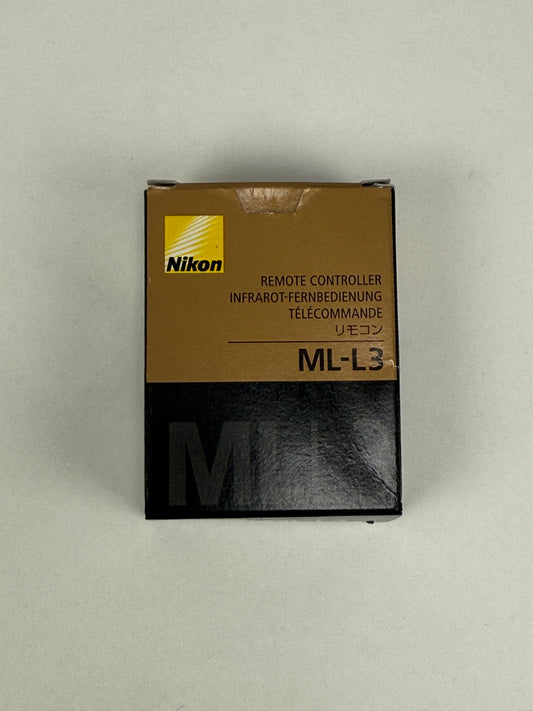 Nikon
REMOTE CONTROLLER
INFRAROT-FERNBEDIENUNG
TÉLÉCOMMANDE
リモコン
ML-L3
ML